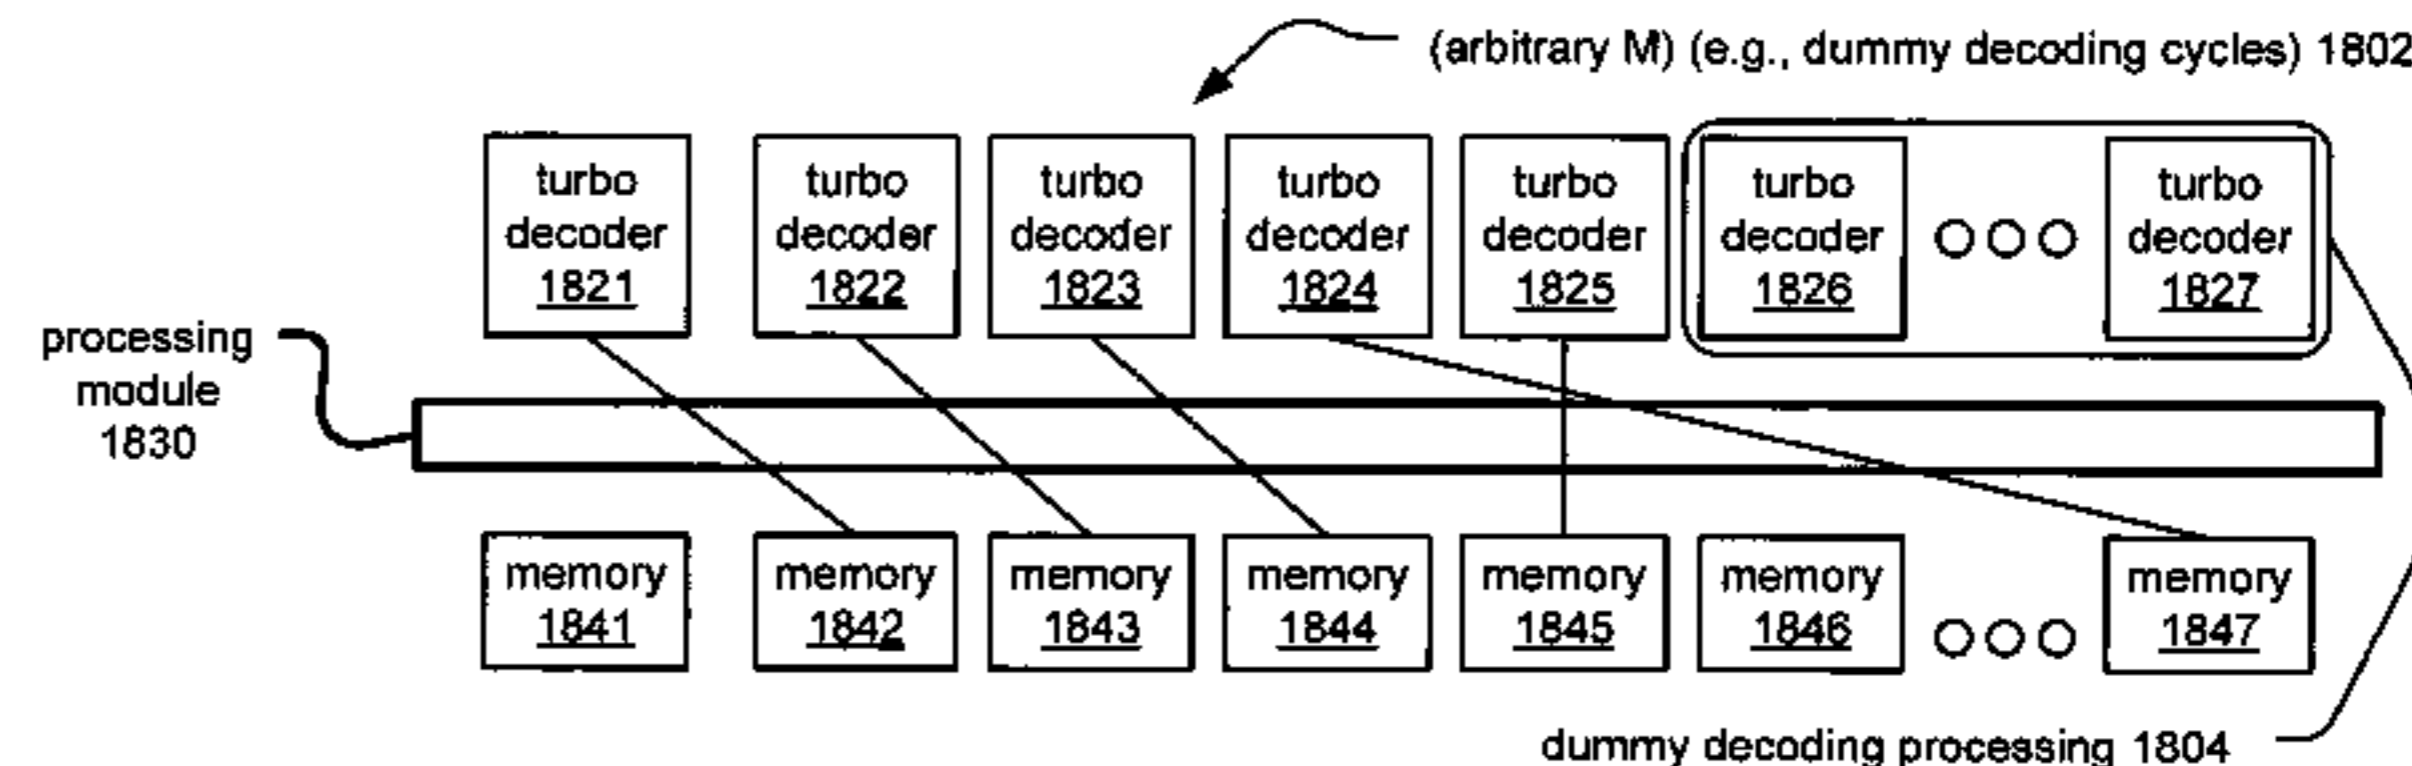 (arbitrary M) (e.g., dummy decoding cycles) 1802
turbo decoder 1821
turbo decoder 1822
turbo decoder 1823
turbo decoder 1824
turbo decoder 1825
turbo decoder 1826
turbo decoder 1827
processing
module
1830
memory 1841
memory 1842
memory 1843
memory 1844
memory 1845
memory 1846
memory 1847
dummy decoding processing 1804